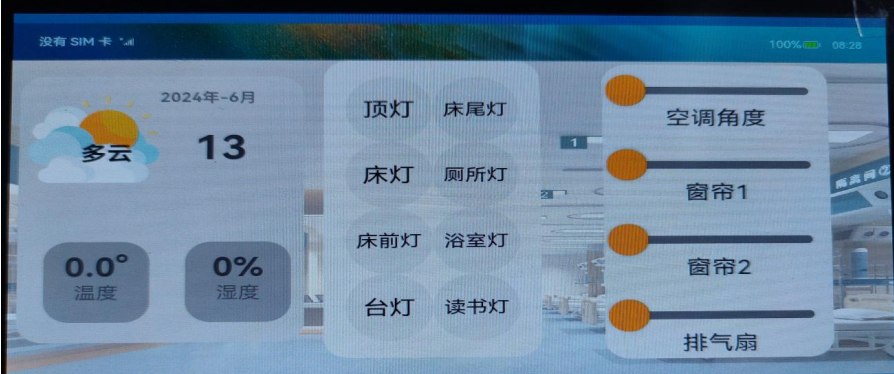 没有 SIM 卡
100% 08:28
2024年-6月
13
多云
0.0°
温度
0%
湿度
顶灯 床尾灯
床灯 厕所灯
床前灯 浴室灯
台灯 读书灯
空调角度
窗帘1
窗帘2
排气扇
1
2